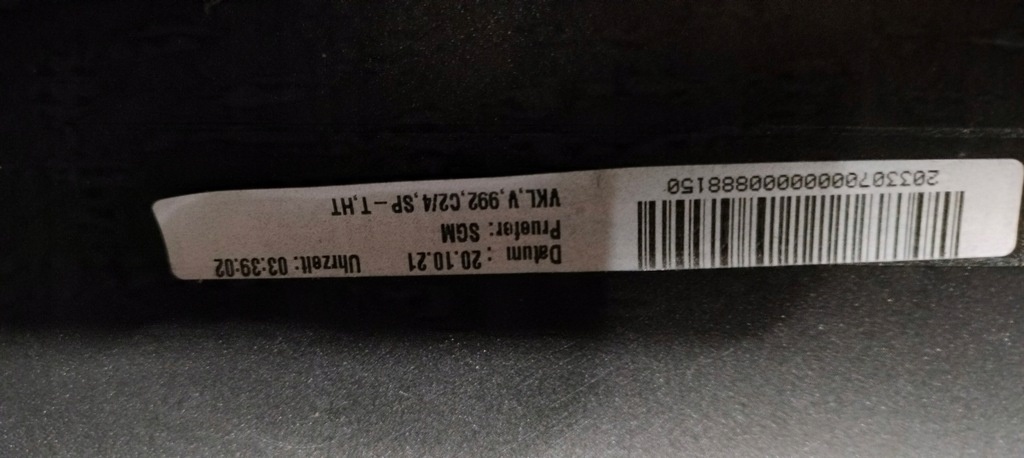 20330700000000888150
Datum : 20.10.21 Uhrzeit: 03:39:02
Pruefer: SGM
VKL,V,992,C2/4,SP-T,HT